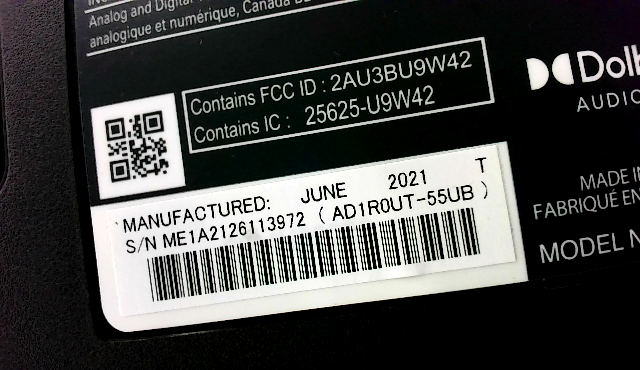 Analog and Digital
analogique et numérique, Canada
Contains FCC ID : 2AU3BU9W42
Contains IC : 25625-U9W42
AUDIO
MANUFACTURED: JUNE 2021 T
S/N ME1A2126113972 ( AD1R0UT-55UB )
MADE
FABRIQUÉ EN
MODEL